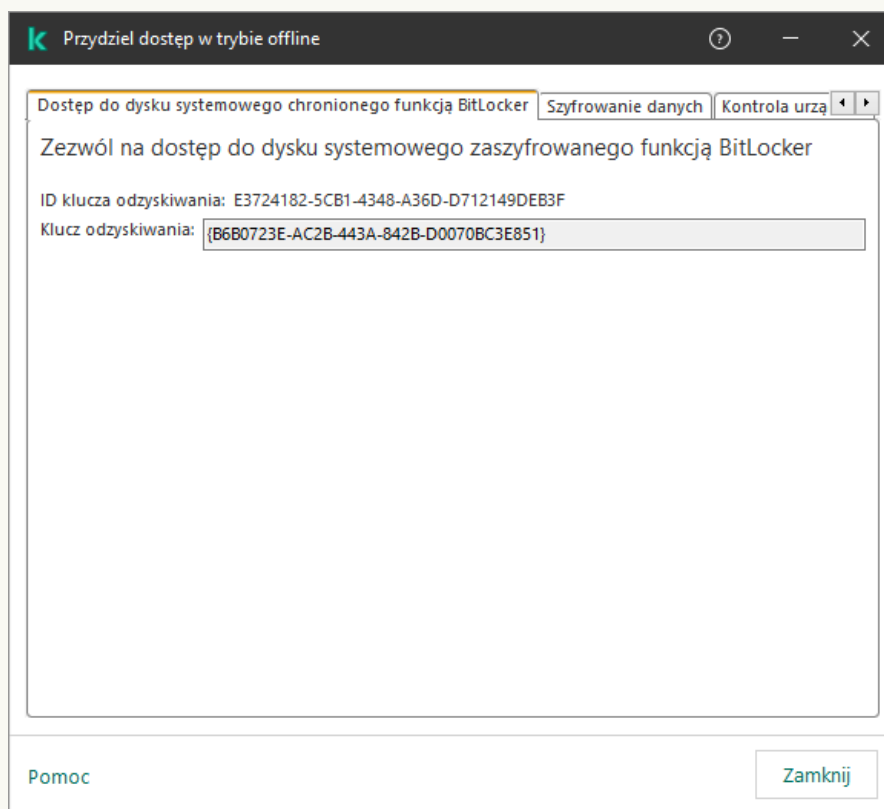 Przydziel dostęp w trybie offline
Dostęp do dysku systemowego chronionego funkcją BitLocker Szyfrowanie danych Kontrola urzą
Zezwól na dostęp do dysku systemowego zaszyfrowanego funkcją BitLocker
ID klucza odzyskiwania: E3724182-5CB1-4348-A36D-D712149DEB3F
Klucz odzyskiwania: {B6B0723E-AC2B-443A-842B-D0070BC3E851}
Pomoc Zamknij